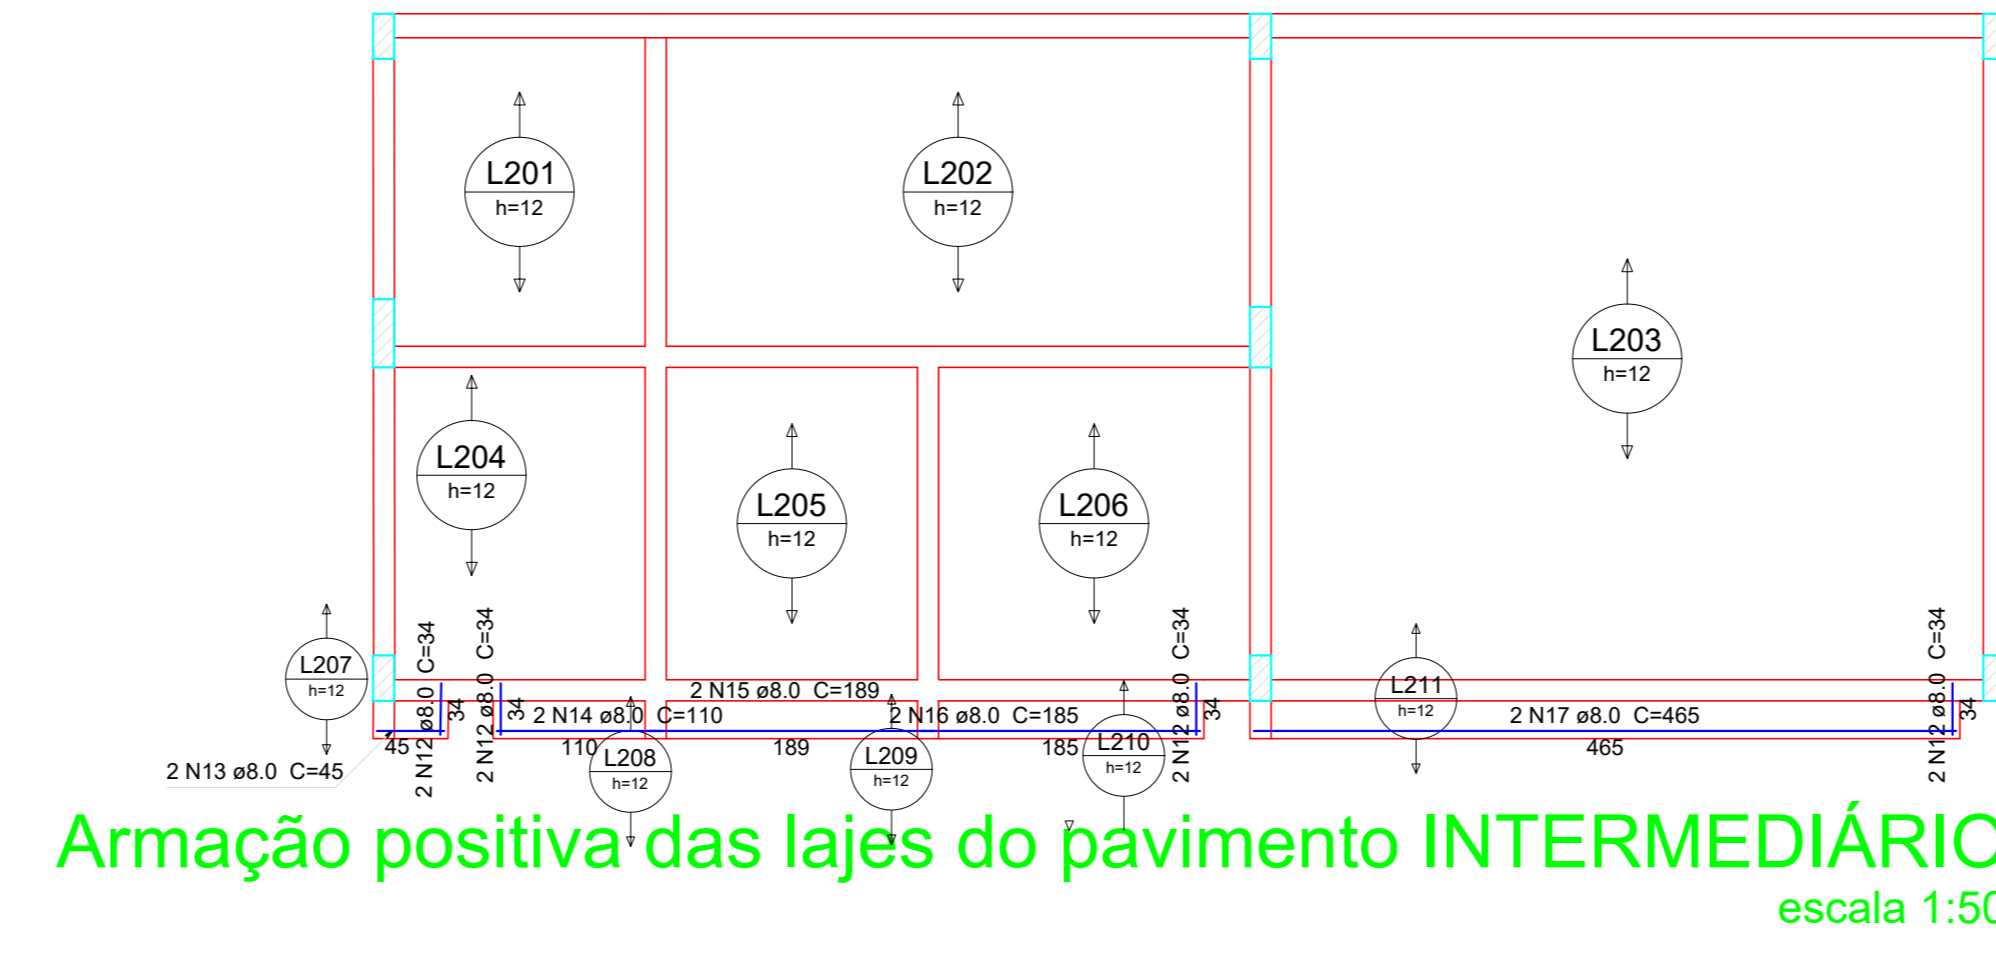 L201
h=12
L202
h=12
L203
h=12
L204
h=12
L205
h=12
L206
h=12
L207
h=12
2 N12 ø8.0 C=34
34
2 N12 ø8.0 C=34
34
2 N15 ø8.0 C=189
2 N14 ø8.0 C=110
2 N16 ø8.0 C=185
2 N12 ø8.0 C=34
34
L211
h=12
2 N17 ø8.0 C=465
2 N12 ø8.0 C=34
34
45
110
189
185
465
L208
h=12
L209
h=12
L210
h=12
2 N13 ø8.0 C=45
Armação positiva das lajes do pavimento INTERMEDIÁRIO
escala 1:50